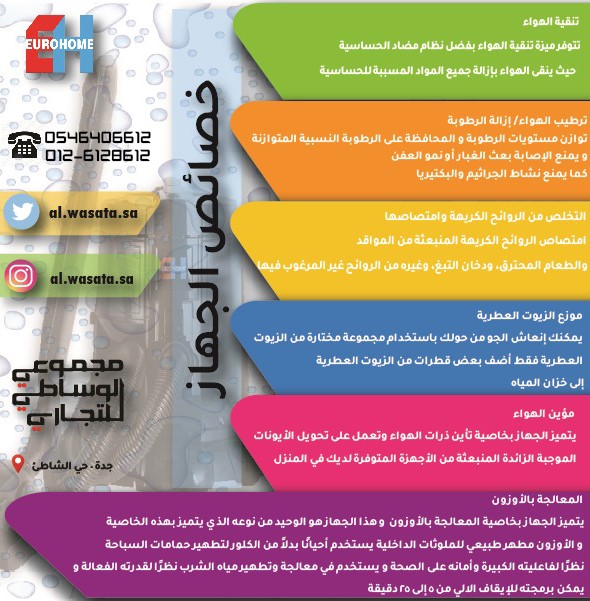 EUROHOME
0546406612
012-6128612
al.wasata.sa
al.wasata.sa
مجموعة
الوساطي
للتجارة
جدة - حي الشاطئ
خصائص الجهاز
تنقية الهواء
تتوفر ميزة تنقية الهواء بفضل نظام مضاد الحساسية
حيث ينقى الهواء بإزالة جميع المواد المسببة للحساسية
ترطيب الهواء/ إزالة الرطوبة
توازن مستويات الرطوبة و المحافظة على الرطوبة النسبية المتوازنة
و يمنع الإصابة بعث الغبار أو نمو العفن
كما يمنع نشاط الجراثيم والبكتيريا
التخلص من الروائح الكريهة وامتصاصها
امتصاص الروائح الكريهة المنبعثة من المواقد
والطعام المحترق، ودخان التبغ، وغيره من الروائح غير المرغوب فيها
موزع الزيوت العطرية
يمكنك إنعاش الجو من حولك باستخدام مجموعة مختارة من الزيوت
العطرية فقط أضف بعض قطرات من الزيوت العطرية
إلى خزان المياه
مؤين الهواء
يتميز الجهاز بخاصية تأين ذرات الهواء وتعمل على تحويل الأيونات
الموجبة الزائدة المنبعثة من الأجهزة المتوفرة لديك في المنزل
المعالجة بالأوزون
يتميز الجهاز بخاصية المعالجة بالأوزون و هذا الجهاز هو الوحيد من نوعه الذي يتميز بهذه الخاصية
و الأوزون مطهر طبيعي للملوثات الداخلية يستخدم أحيانًا بدلاً من الكلور لتطهير حمامات السباحة
نظرًا لفاعليته الكبيرة وأمانه على الصحة و يستخدم في معالجة وتطهير مياه الشرب نظرًا لقدرته الفعالة و
يمكن برمجته للإيقاف الالي من ٥ إلى ٢٥ دقيقة